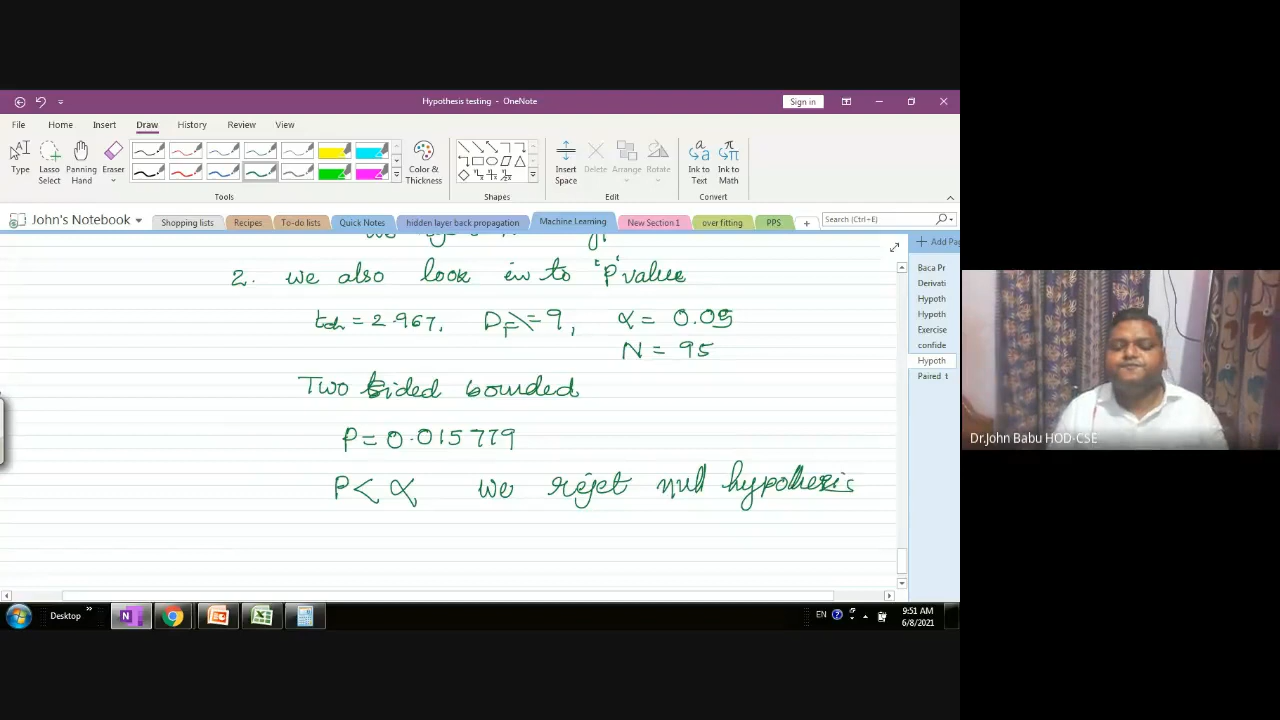 Hypothesis testing - OneNote
Sign in
File Home Insert Draw History Review View
Type Lasso Select Panning Hand Eraser Color & Thickness Insert Space Delete Arrange Rotate Ink to Text Ink to Math
Tools Shapes Edit Convert
John's Notebook Shopping lists Recipes To-do lists Quick Notes hidden layer back propagation Machine Learning New Section 1 over fitting PPS + Search (Ctrl+E)
Add Pag
Baca Pr
Derivati
Hypoth
Hypoth
Exercise
confide
Hypoth
Paired t
2. we also look in to 'P' value
= 2.967, = 9, α = 0.05
N = 95
Two sided bounded
P = 0.015779
P < α we reject null hypothesis
Dr.John Babu HOD-CSE
Desktop »
EN
9:51 AM
6/8/2021